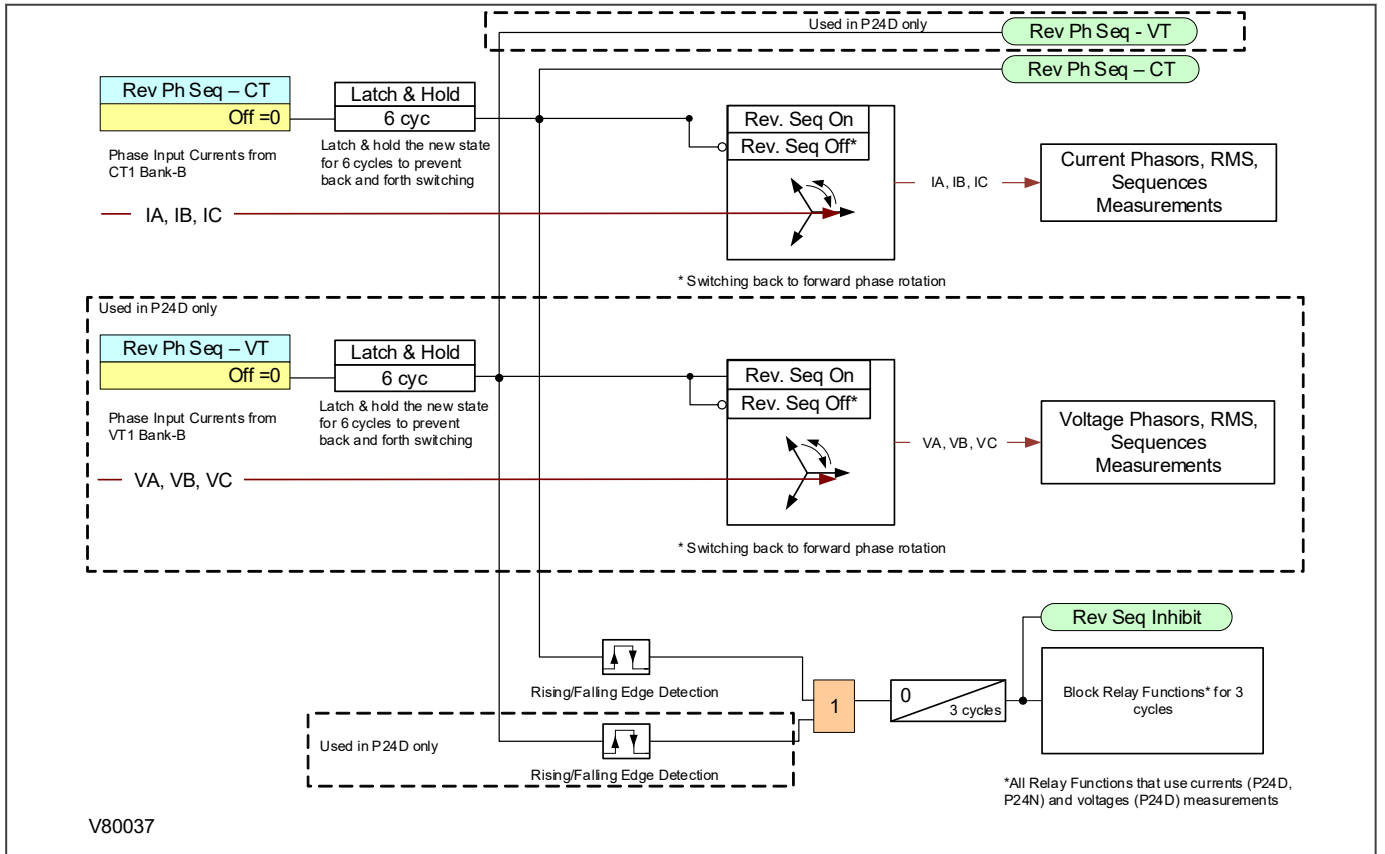 Used in P24D only
Rev Ph Seq - VT
Rev Ph Seq – CT
Rev Ph Seq – CT
Off =0
Latch & Hold
6 cyc
Latch & hold the new state
for 6 cycles to prevent
back and forth switching
Phase Input Currents from
CT1 Bank-B
IA, IB, IC
Rev. Seq On
Rev. Seq Off*
IA, IB, IC
Current Phasors, RMS,
Sequences
Measurements
* Switching back to forward phase rotation
Used in P24D only
Rev Ph Seq – VT
Off =0
Latch & Hold
6 cyc
Latch & hold the new state
for 6 cycles to prevent
back and forth switching
Phase Input Currents from
VT1 Bank-B
VA, VB, VC
Rev. Seq On
Rev. Seq Off*
VA, VB, VC
Voltage Phasors, RMS,
Sequences
Measurements
* Switching back to forward phase rotation
Rev Seq Inhibit
Rising/Falling Edge Detection
1
0
3 cycles
Block Relay Functions* for 3
cycles
Used in P24D only
Rising/Falling Edge Detection
*All Relay Functions that use currents (P24D,
P24N) and voltages (P24D) measurements
V80037